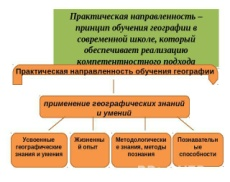 Практическая направленность –
принцип обучения географии в
современной школе, который
обеспечивает реализацию
компетентностного подхода
Практическая направленность обучения географии
применение географических знаний
и умений
Усвоенные
географические
знания и умения
Жизненны
й опыт
Методологически
е знания, методы
познания
Познавательн
ые
способности